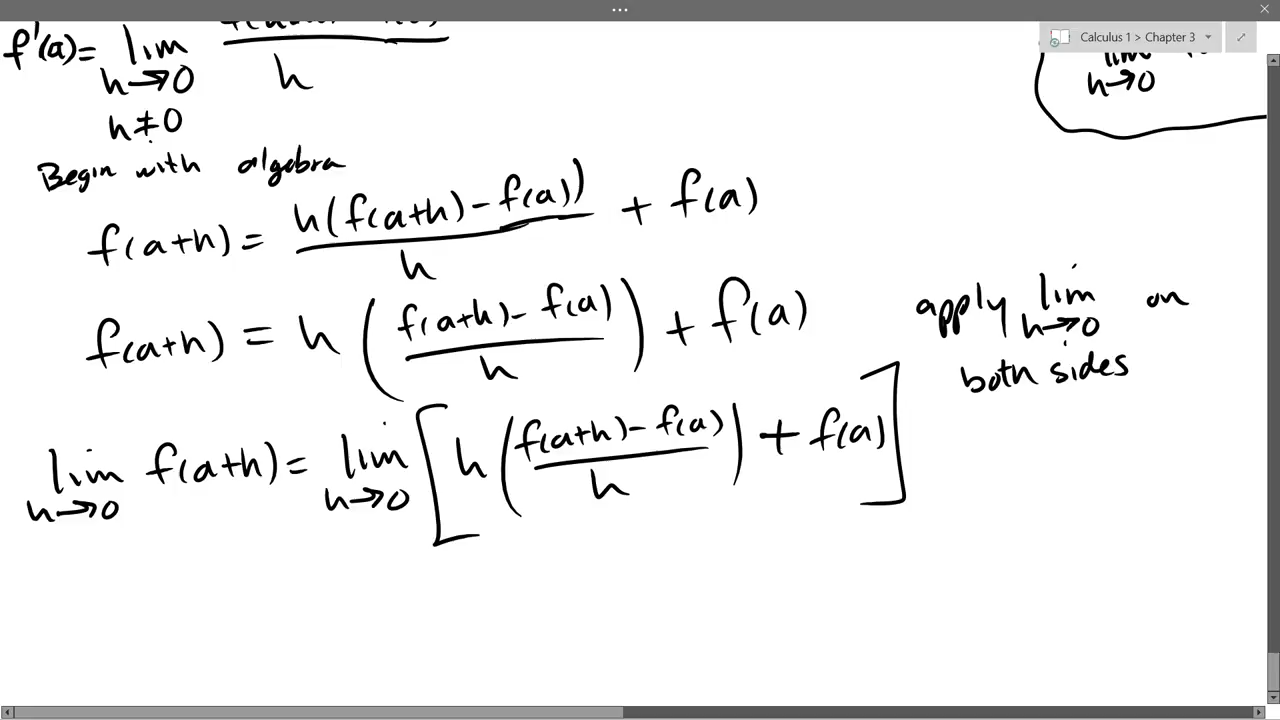 Calculus 1 > Chapter 3
f'(a) = lim
h
h→0
h≠0
lim
h→0
Begin with algebra
f(a+h) = h(f(a+h) - f(a)) / h + f(a)
f(a+h) = h ( (f(a+h) - f(a)) / h ) + f(a)
apply lim h→0 on
both sides
lim h→0 f(a+h) = lim h→0 [ h ( (f(a+h) - f(a)) / h ) + f(a) ]